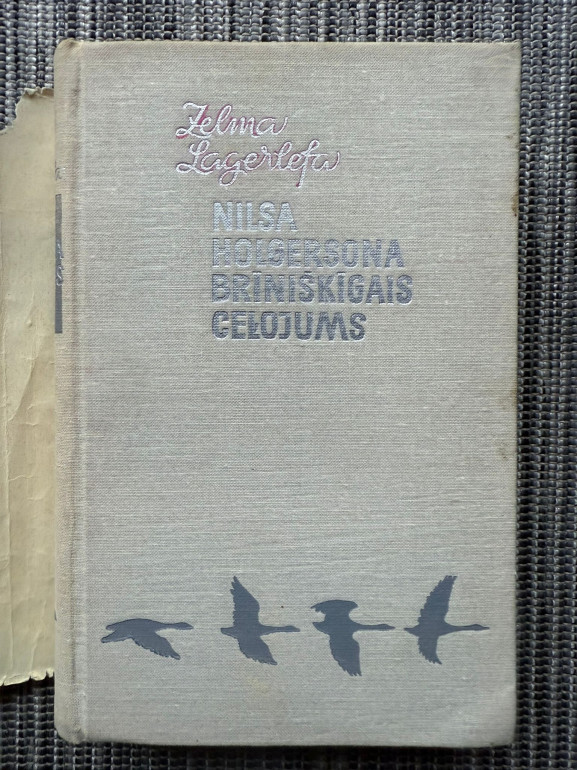 Zelma
Lagerlefa
NILSA
HOLGERSONA
BRĪNIŠĶĪGAIS
CEĻOJUMS